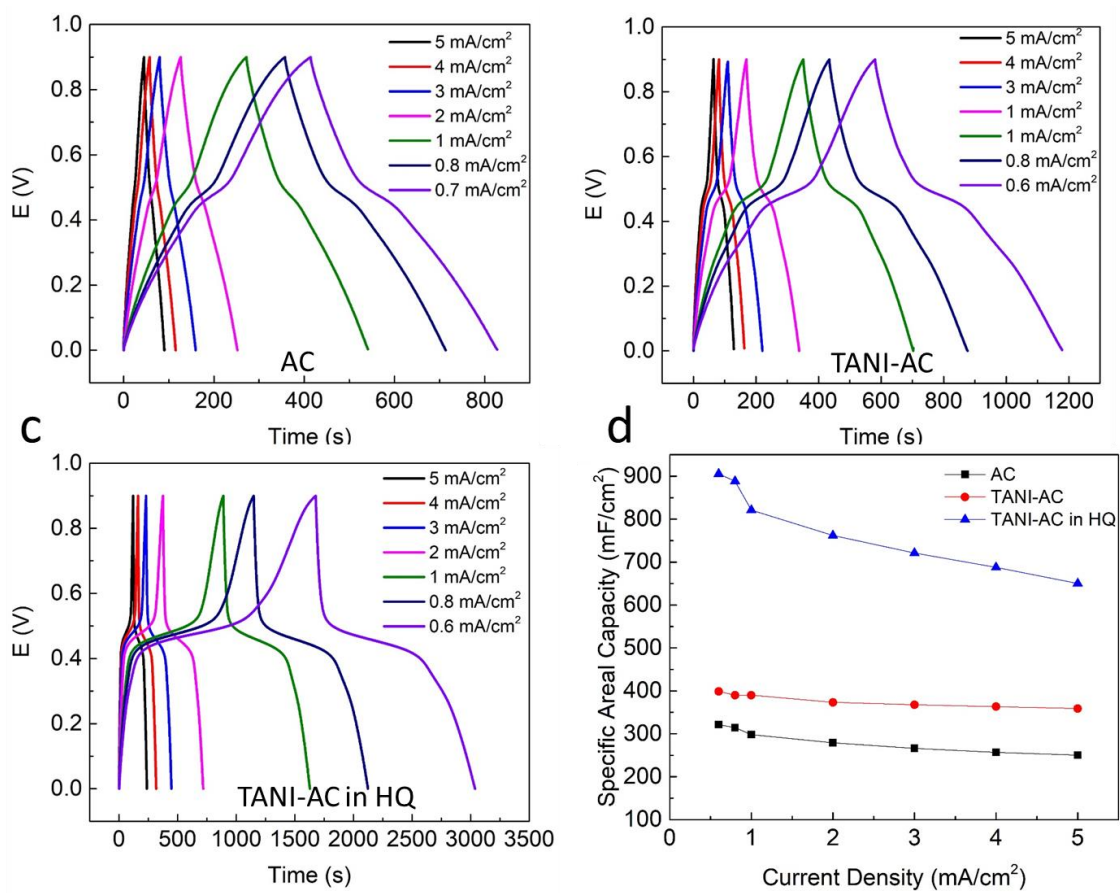 1.0
0.8
0.6
0.4
0.2
0.0
E (V)
5 mA/cm²
4 mA/cm²
3 mA/cm²
2 mA/cm²
1 mA/cm²
0.8 mA/cm²
0.7 mA/cm²
AC
0 200 400 600 800
Time (s)
1.0
0.8
0.6
0.4
0.2
0.0
E (V)
5 mA/cm²
4 mA/cm²
3 mA/cm²
1 mA/cm²
1 mA/cm²
0.8 mA/cm²
0.6 mA/cm²
TANI-AC
0 200 400 600 800 1000 1200
Time (s)
c
1.0
0.8
0.6
0.4
0.2
0.0
E (V)
5 mA/cm²
4 mA/cm²
3 mA/cm²
2 mA/cm²
1 mA/cm²
0.8 mA/cm²
0.6 mA/cm²
TANI-AC in HQ
0 500 1000 1500 2000 2500 3000 3500
Time (s)
d
900
800
700
600
500
400
300
200
100
Specific Areal Capacity (mF/cm²)
AC
TANI-AC
TANI-AC in HQ
0 1 2 3 4 5
Current Density (mA/cm²)